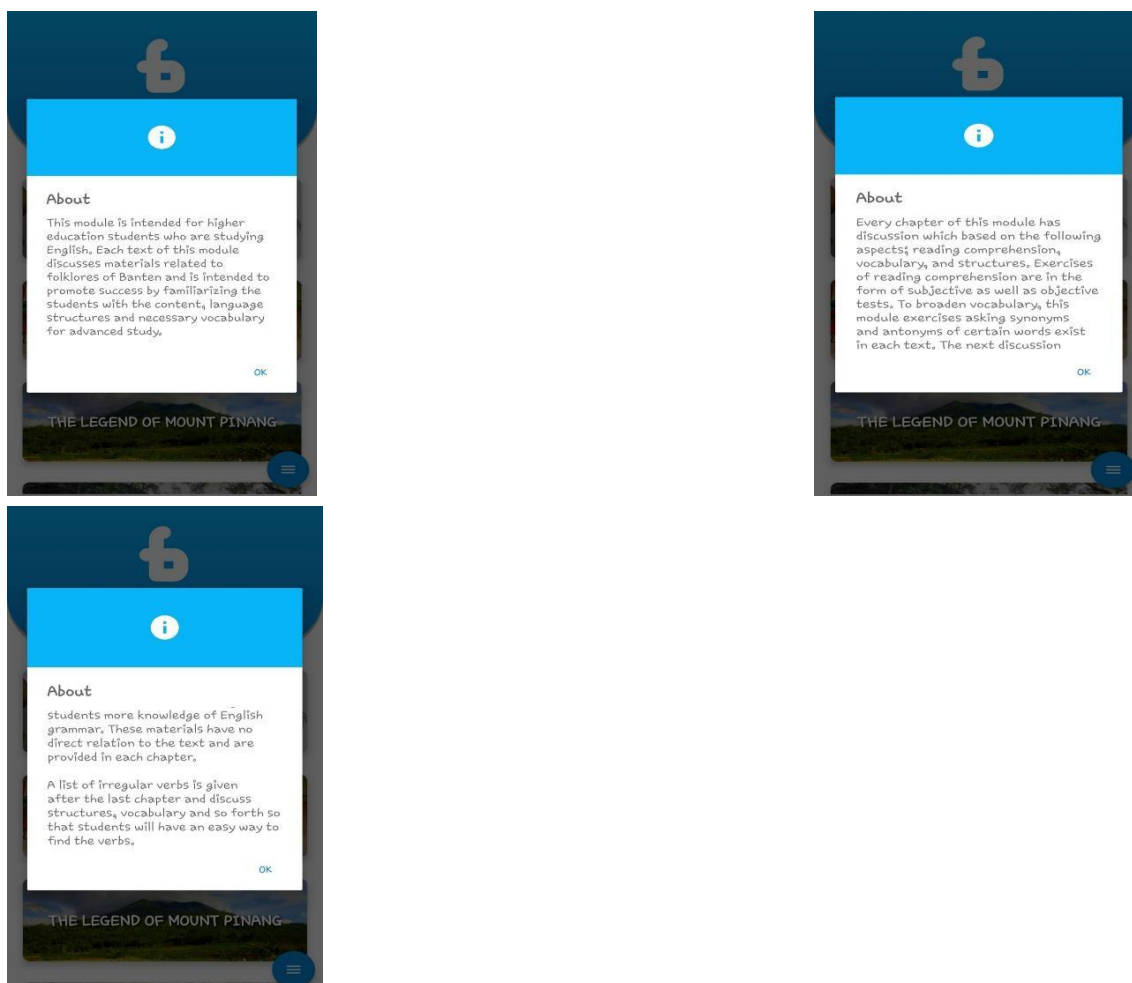 About
This module is intended for higher
education students who are studying
English. Each text of this module
discusses materials related to
folklores of Banten and is intended to
promote success by familiarizing the
students with the content, language
structures and necessary vocabulary
for advanced study.
OK
THE LEGEND OF MOUNT PINANG
About
Every chapter of this module has
discussion which based on the following
aspects; reading comprehension,
vocabulary, and structures. Exercises
of reading comprehension are in the
form of subjective as well as objective
tests. To broaden vocabulary, this
module exercises asking synonyms
and antonyms of certain words exist
in each text. The next discussion
OK
THE LEGEND OF MOUNT PINANG
About
students more knowledge of English
grammar. These materials have no
direct relation to the text and are
provided in each chapter.
A list of irregular verbs is given
after the last chapter and discuss
structures, vocabulary and so forth so
that students will have an easy way to
find the verbs.
OK
THE LEGEND OF MOUNT PINANG